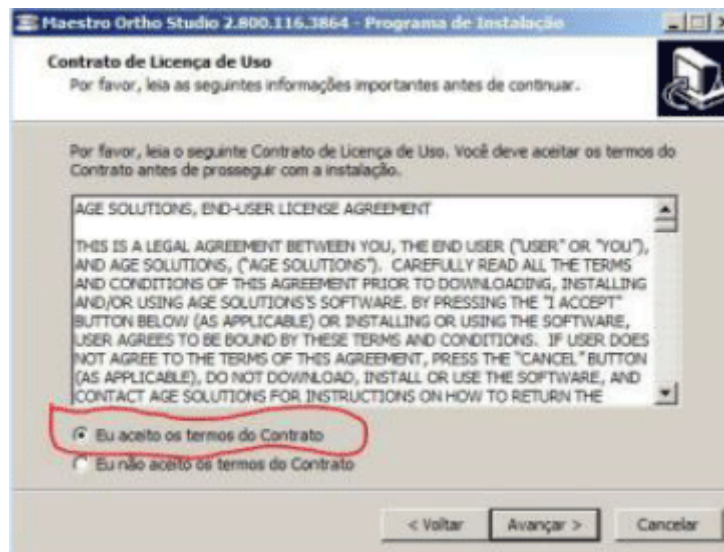 Maestro Ortho Studio 2.800.116.3864 - Programa de Instalação
Contrato de Licença de Uso
Por favor, leia as seguintes informações importantes antes de continuar.
Por favor, leia o seguinte Contrato de Licença de Uso. Você deve aceitar os termos do
Contrato antes de prosseguir com a instalação.
AGE SOLUTIONS, END-USER LICENSE AGREEMENT
THIS IS A LEGAL AGREEMENT BETWEEN YOU, THE END USER ("USER" OR "YOU"),
AND AGE SOLUTIONS, ("AGE SOLUTIONS"). CAREFULLY READ ALL THE TERMS
AND CONDITIONS OF THIS AGREEMENT PRIOR TO DOWNLOADING, INSTALLING
AND/OR USING AGE SOLUTIONS'S SOFTWARE. BY PRESSING THE "I ACCEPT"
BUTTON BELOW (AS APPLICABLE) OR INSTALLING OR USING THE SOFTWARE,
USER AGREES TO BE BOUND BY THESE TERMS AND CONDITIONS. IF USER DOES
NOT AGREE TO THE TERMS OF THIS AGREEMENT, PRESS THE "CANCEL" BUTTON
(AS APPLICABLE), DO NOT DOWNLOAD, INSTALL OR USE THE SOFTWARE, AND
CONTACT AGE SOLUTIONS FOR INSTRUCTIONS ON HOW TO RETURN THE
Eu aceito os termos do Contrato
Eu não aceito os termos do Contrato
< Voltar Avançar > Cancelar